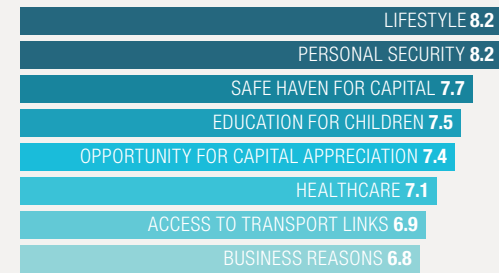 LIFESTYLE 8.2
PERSONAL SECURITY 8.2
SAFE HAVEN FOR CAPITAL 7.7
EDUCATION FOR CHILDREN 7.5
OPPORTUNITY FOR CAPITAL APPRECIATION 7.4
HEALTHCARE 7.1
ACCESS TO TRANSPORT LINKS 6.9
BUSINESS REASONS 6.8